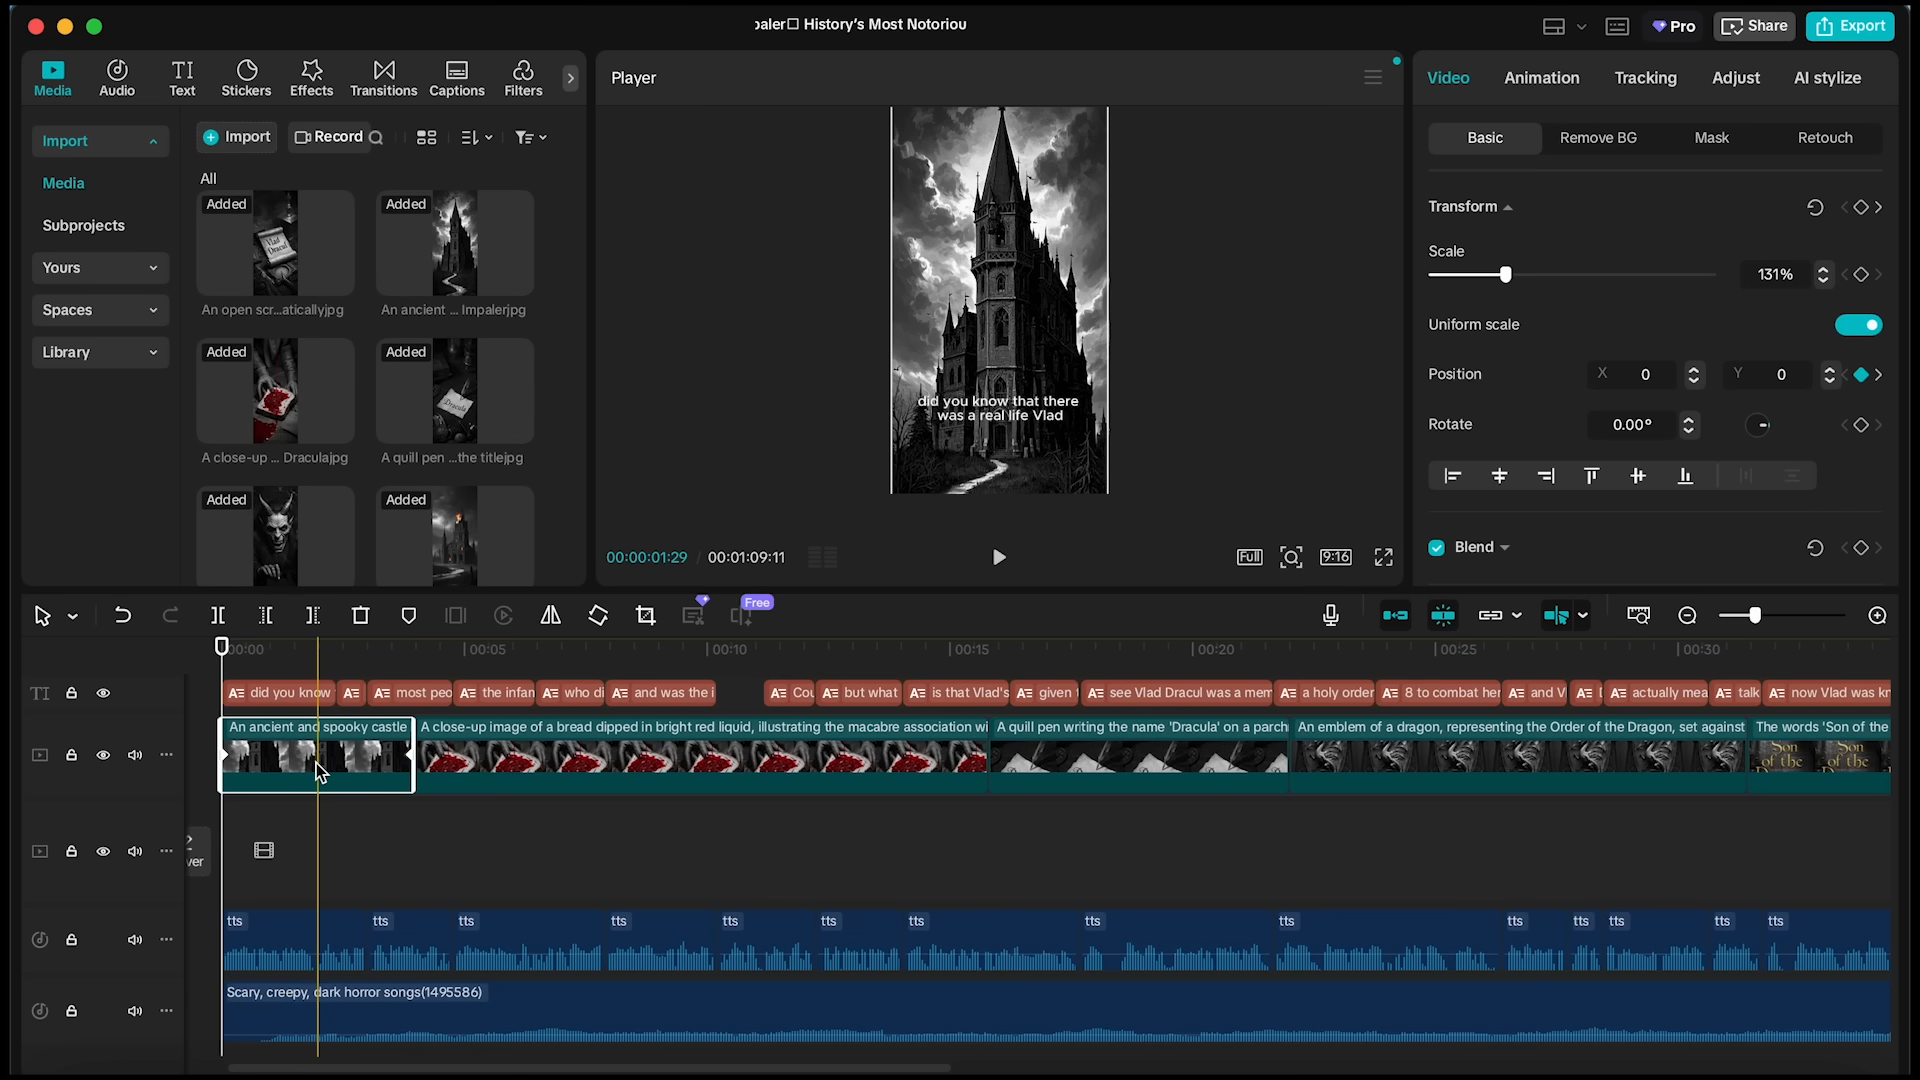 paler☐ History's Most Notoriou
Pro
Share
Export
Media
Audio
Text
Stickers
Effects
Transitions
Captions
Filters
Import
Media
Subprojects
Yours
Spaces
Library
Import
Record
All
Added
An open scr...aticallyjpg
Added
An ancient ... Impalerjpg
Added
A close-up ... Draculajpg
Added
A quill pen ...the titlejpg
Added
Added
Player
did you know that there
was a real life Vlad
00:00:01:29 / 00:01:09:11
Full
9:16
Video
Animation
Tracking
Adjust
AI stylize
Basic
Remove BG
Mask
Retouch
Transform
Scale
131%
Uniform scale
Position
X 0
Y 0
Rotate
0.00°
Blend
Free
00:00
00:05
00:10
00:15
00:20
00:25
00:30
did you know
most peo
the infan
who di
and was the i
Cou
but what
is that Vlad's
given
see Vlad Dracul was a mem
a holy order
8 to combat her
and V
actually mea
talk
now Vlad was kn
An ancient and spooky castle
A close-up image of a bread dipped in bright red liquid, illustrating the macabre association wi
A quill pen writing the name 'Dracula' on a parch
An emblem of a dragon, representing the Order of the Dragon, set against
The words 'Son of the
Son
of the
Son
of the
ver
tts
tts
tts
tts
tts
tts
tts
tts
tts
tts
tts
tts
tts
tts
Scary, creepy, dark horror songs(1495586)